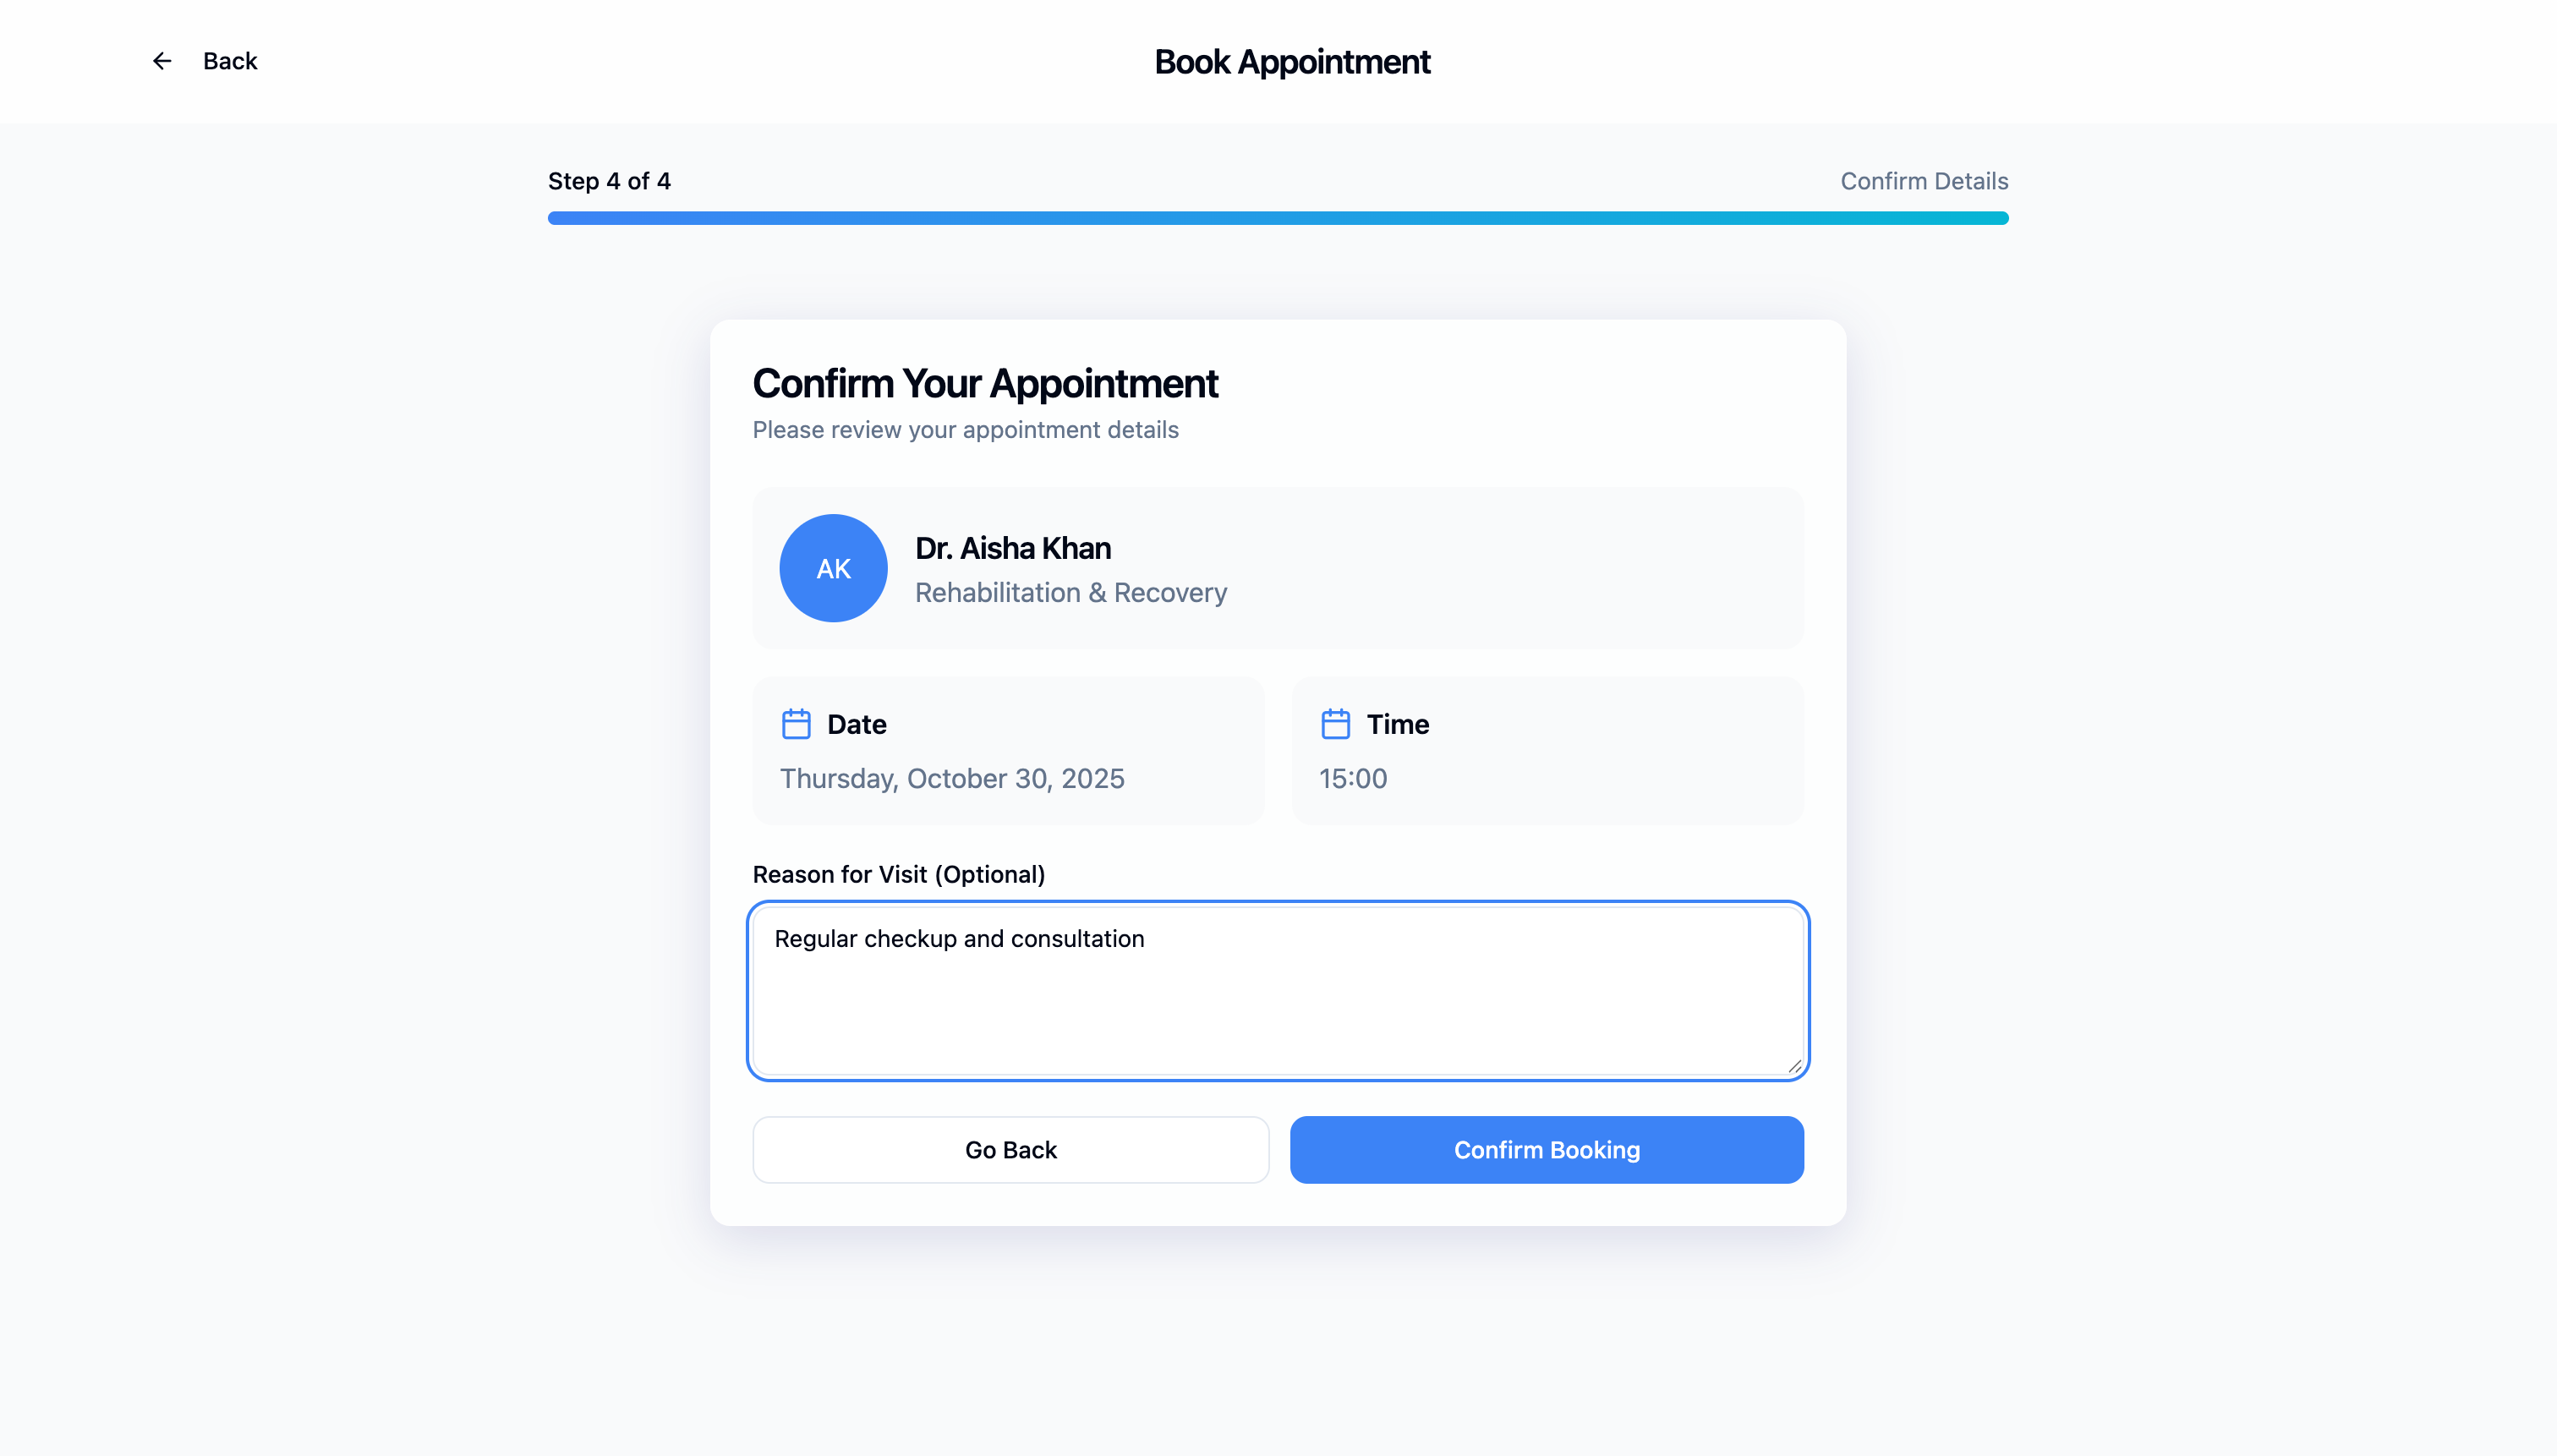 Back
Book Appointment
Step 4 of 4
Confirm Details
Confirm Your Appointment
Please review your appointment details
AK
Dr. Aisha Khan
Rehabilitation & Recovery
Date
Thursday, October 30, 2025
Time
15:00
Reason for Visit (Optional)
Regular checkup and consultation
Go Back
Confirm Booking